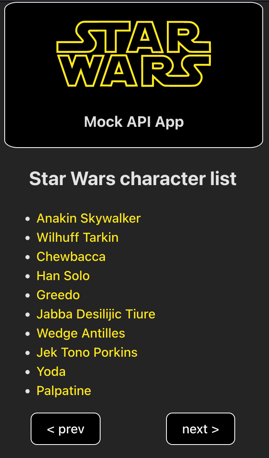 STAR
WARS
Mock API App
Star Wars character list
• Anakin Skywalker
• Wilhuff Tarkin
• Chewbacca
• Han Solo
• Greedo
• Jabba Desilijic Tiure
• Wedge Antilles
• Jek Tono Porkins
• Yoda
• Palpatine
< prev
next >